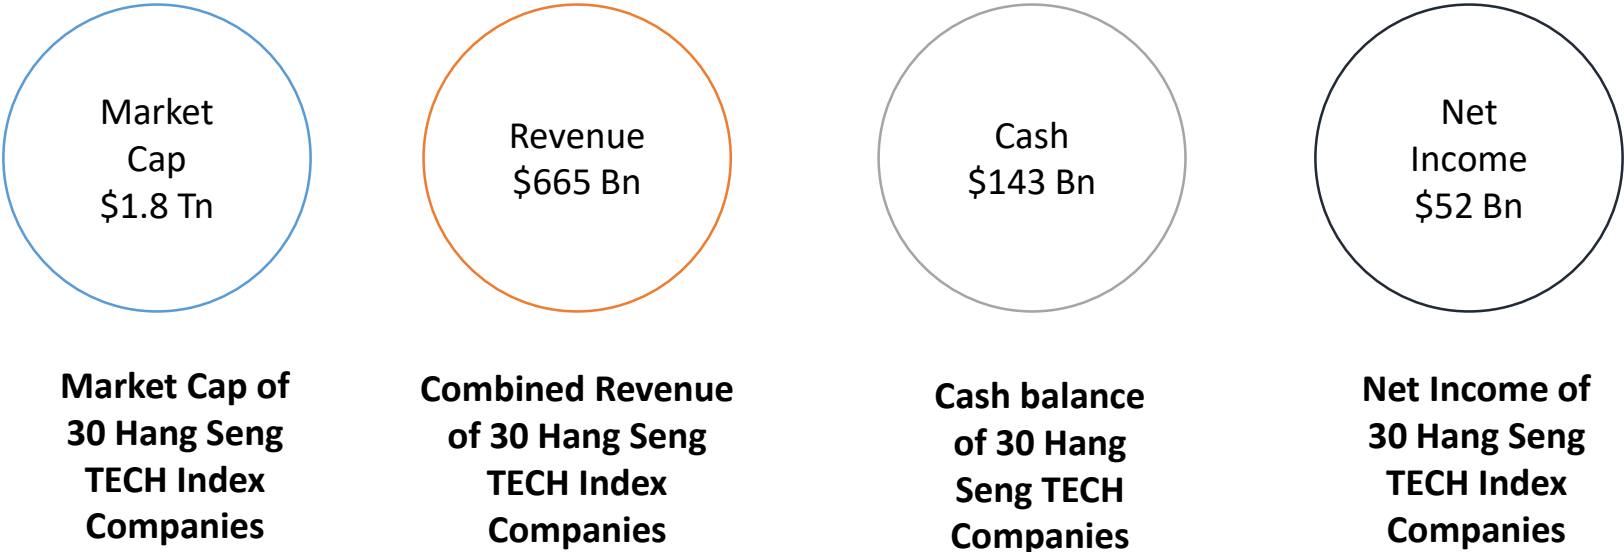 Market
Cap
$1.8 Tn
Revenue
$665 Bn
Cash
$143 Bn
Net
Income
$52 Bn
Market Cap of
30 Hang Seng
TECH Index
Companies
Combined Revenue
of 30 Hang Seng
TECH Index
Companies
Cash balance
of 30 Hang
Seng TECH
Companies
Net Income of
30 Hang Seng
TECH Index
Companies